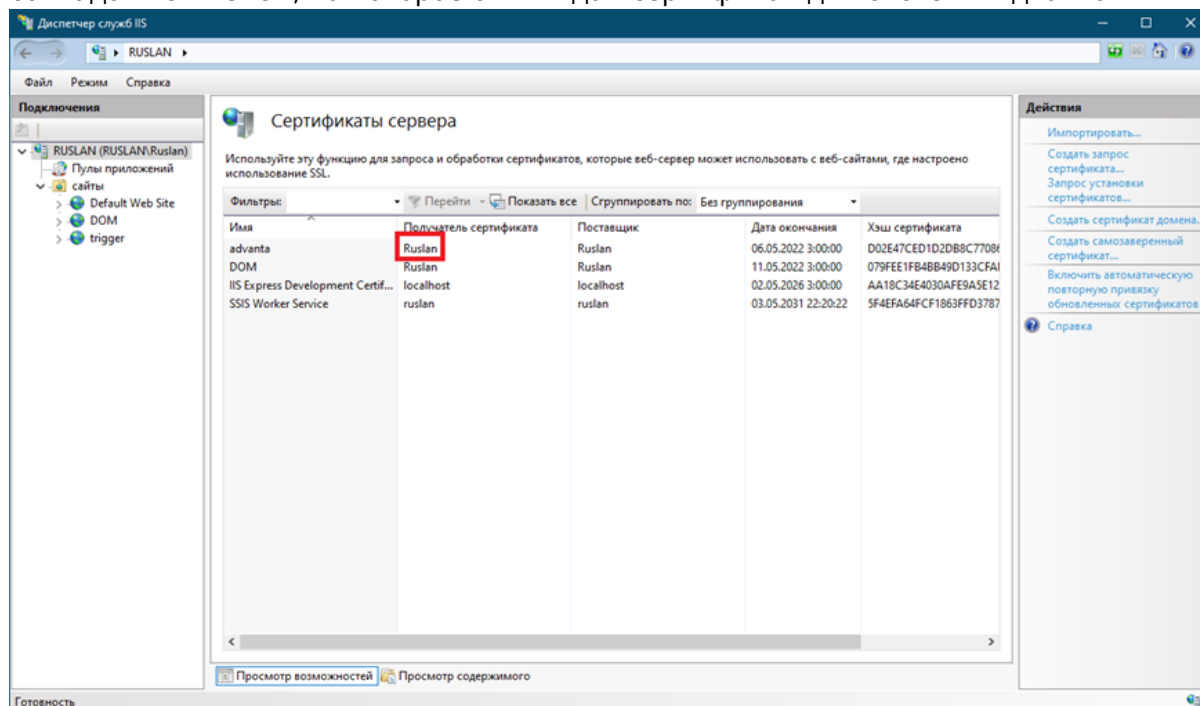 Диспетчер служб IIS
RUSLAN
Файл Режим Справка
Подключения
RUSLAN (RUSLAN\Ruslan)
Пулы приложений
сайты
Default Web Site
DOM
trigger
Сертификаты сервера
Используйте эту функцию для запроса и обработки сертификатов, которые веб-сервер может использовать с веб-сайтами, где настроено
использование SSL.
Фильтры: Перейти Показать все Сгруппировать по: Без группирования
Имя Получатель сертификата Поставщик Дата окончания Хэш сертификата
advanta Ruslan Ruslan 06.05.2022 3:00:00 D02E47CED1D2DB8C7708
DOM Ruslan Ruslan 11.05.2022 3:00:00 079FEE1FB4BB49D133CFA
IIS Express Development Certif... localhost localhost 02.05.2026 3:00:00 AA18C34E4030AFE9A5E12
SSIS Worker Service ruslan ruslan 03.05.2031 22:20:22 5F4EFA64FCF1863FFD3787
Просмотр возможностей Просмотр содержимого
Действия
Импортировать...
Создать запрос
сертификата...
Запрос установки
сертификатов...
Создать сертификат домена.
Создать самозаверенный
сертификат...
Включить автоматическую
повторную привязку
обновленных сертификатов
Справка
Готовность